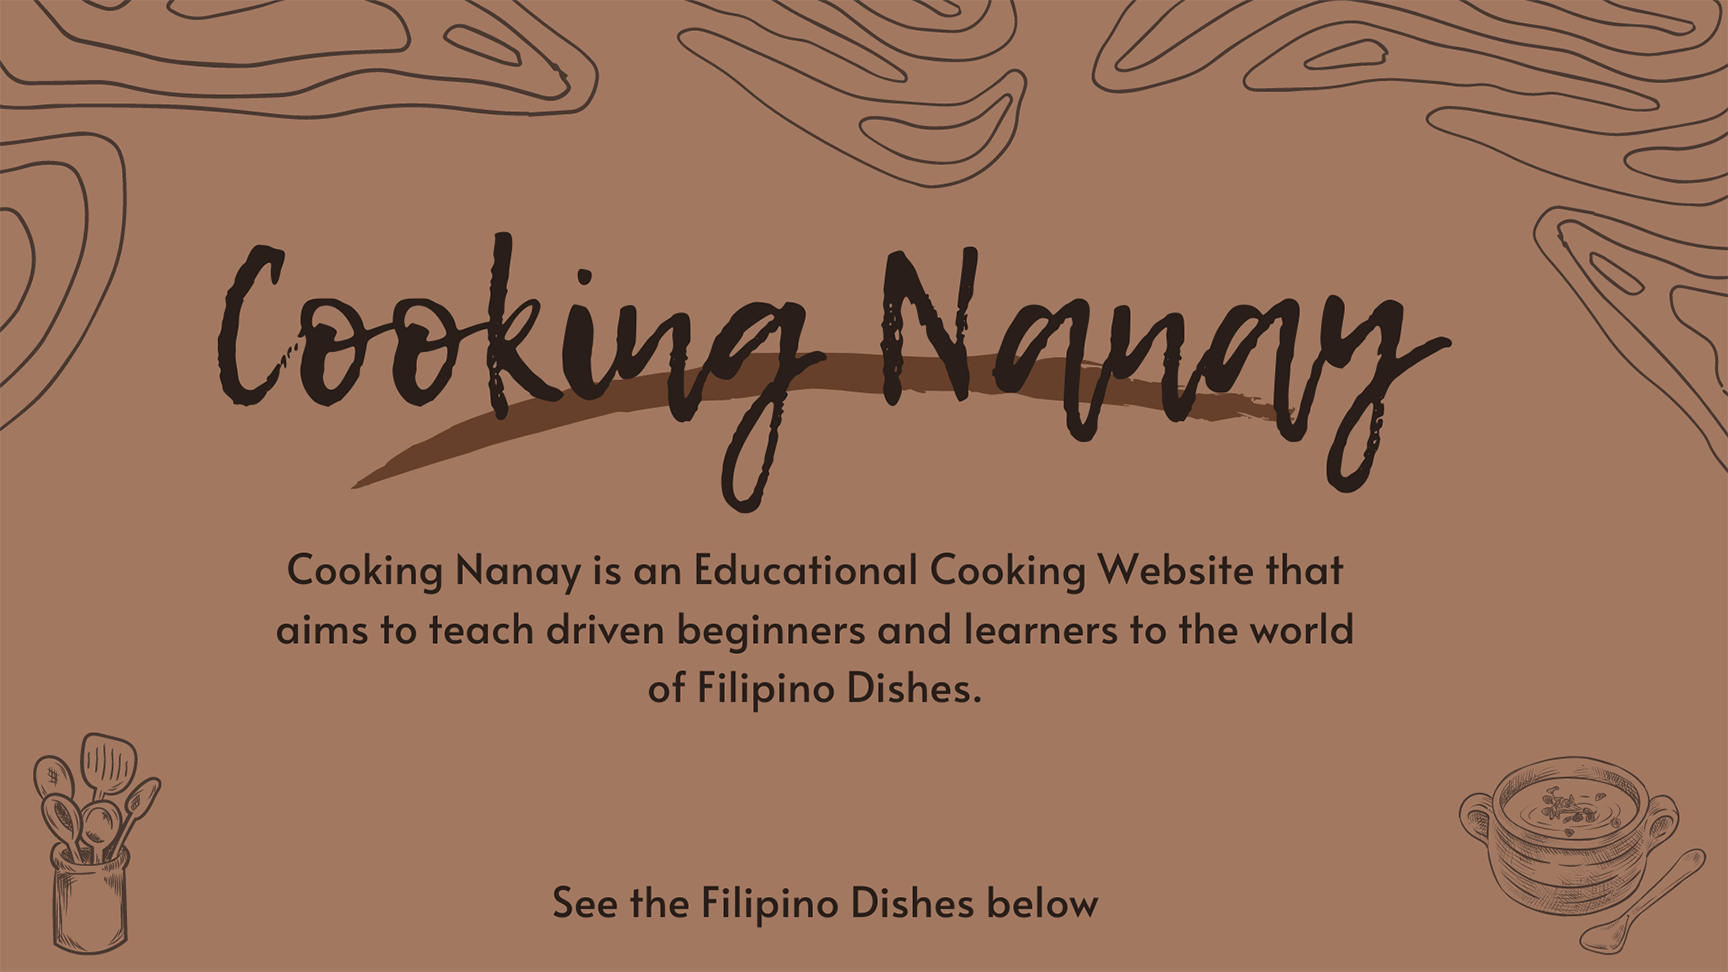 Cooking Nanay
Cooking Nanay is an Educational Cooking Website that
aims to teach driven beginners and learners to the world
of Filipino Dishes.
See the Filipino Dishes below